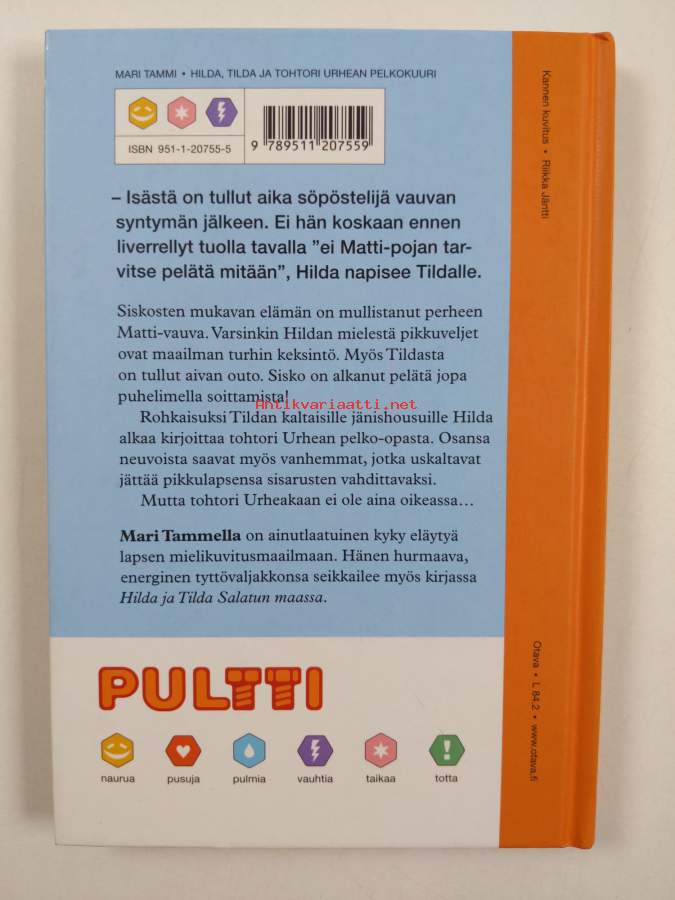 MARI TAMMI • HILDA, TILDA JA TOHTORI URHEAN PELKOKUURI
ISBN 951-1-20755-5
9 789511 207559
– Isästä on tullut aika söpöstelijä vauvan
syntymän jälkeen. Ei hän koskaan ennen
liverrellyt tuolla tavalla ”ei Matti-pojan tar-
vitse pelätä mitään”, Hilda napisee Tildalle.
Siskosten mukavan elämän on mullistanut perheen
Matti-vauva. Varsinkin Hildan mielestä pikkuveljet
ovat maailman turhin keksintö. Myös Tildasta
on tullut aivan outo. Sisko on alkanut pelätä jopa
puhelimella soittamista!
Antikvariaatti.net
Rohkaisuksi Tildan kaltaisille jänishousuille Hilda
alkaa kirjoittaa tohtori Urhean pelko-opasta. Osansa
neuvoista saavat myös vanhemmat, jotka uskaltavat
jättää pikkulapsensa sisarusten vahdittavaksi.
Mutta tohtori Urheakaan ei ole aina oikeassa…
Mari Tammella on ainutlaatuinen kyky eläytyä
lapsen mielikuvitusmaailmaan. Hänen hurmaava,
energinen tyttövaljakkonsa seikkailee myös kirjassa
Hilda ja Tilda Salatun maassa.
PULTTI
naurua pusuja pulmia vauhtia taikaa totta
Kannen kuvitus • Riikka Jäntti
Otava • L 84.2 • www.otava.fi